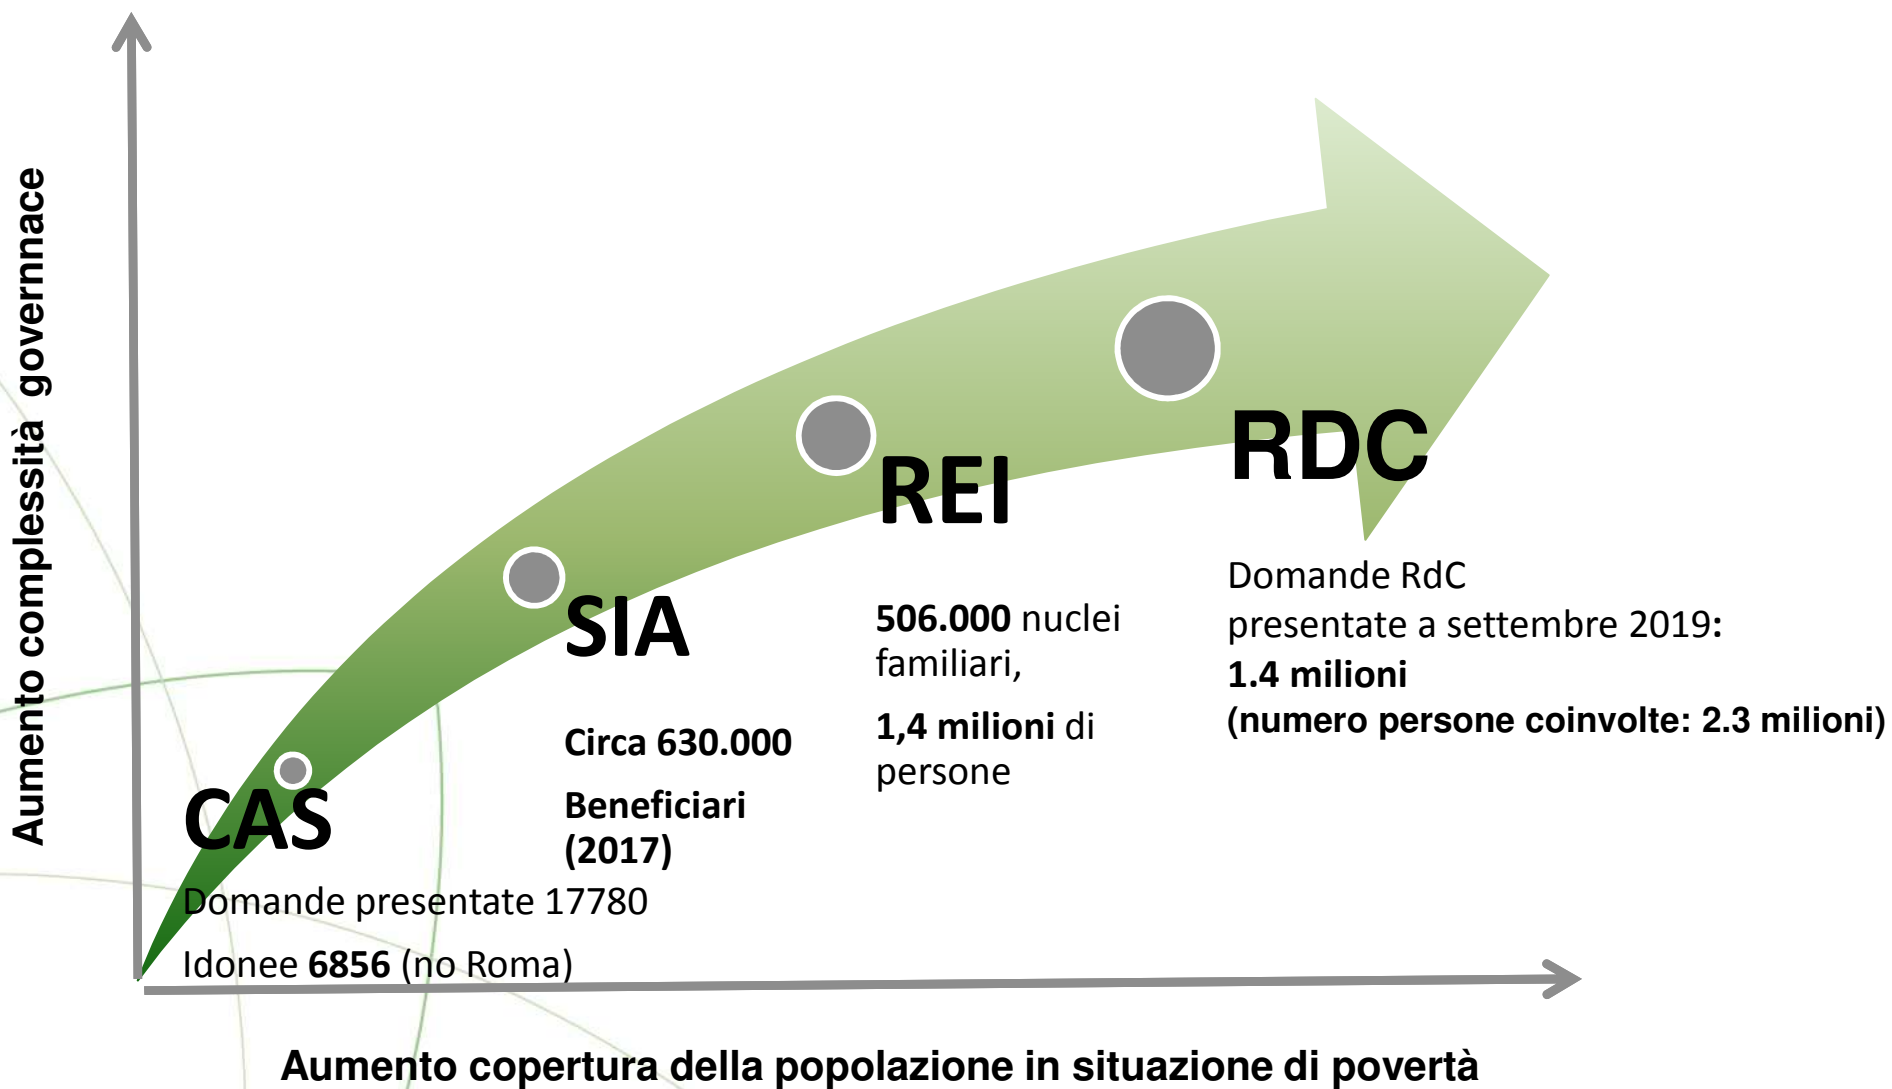 Aumento complessità governnace
CAS
Domande presentate 17780
Idonee 6856 (no Roma)
SIA
Circa 630.000
Beneficiari
(2017)
REI
506.000 nuclei
familiari,
1,4 milioni di
persone
RDC
Domande RdC
presentate a settembre 2019:
1.4 milioni
(numero persone coinvolte: 2.3 milioni)
Aumento copertura della popolazione in situazione di povertà